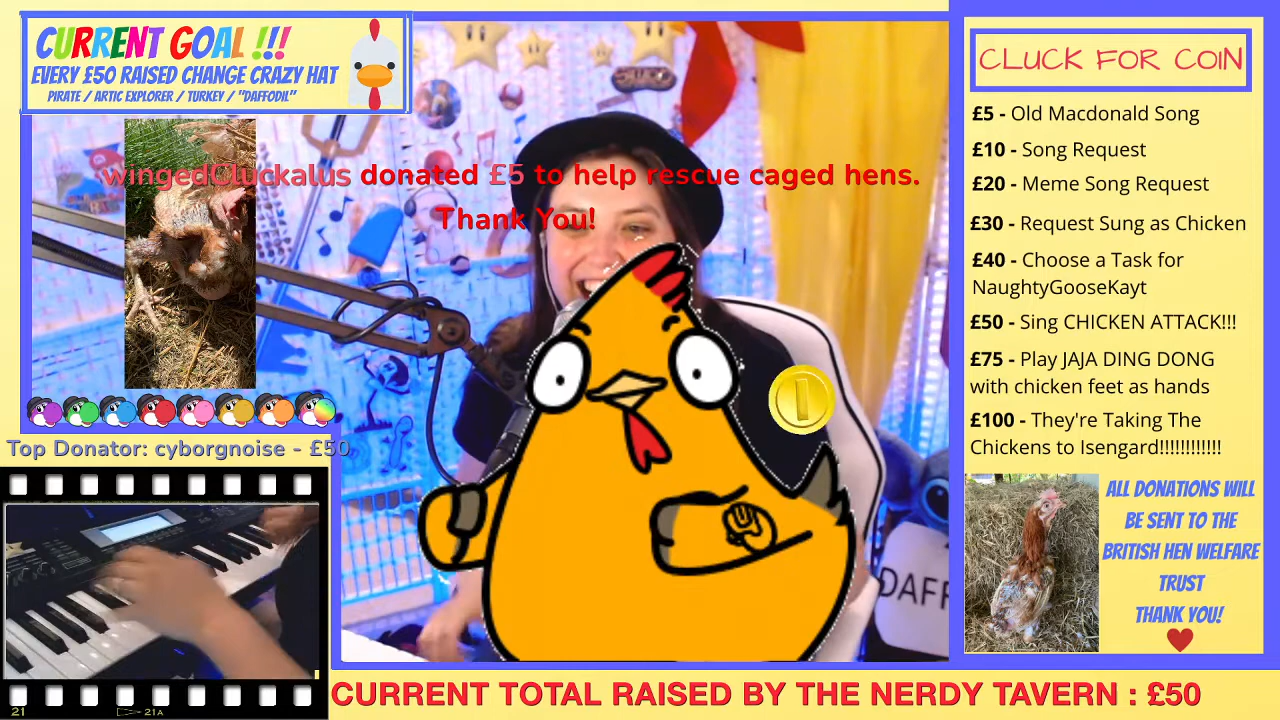 CURRENT GOAL !!!
EVERY £50 RAISED CHANGE CRAZY HAT
PIRATE / ARTIC EXPLORER / TURKEY / "DAFFODIL"
wingedCluckalus donated £5 to help rescue caged hens.
Thank You!
Top Donator: cyborgnoise - £50
21
21A
DAFF
CLUCK FOR COIN
£5 - Old Macdonald Song
£10 - Song Request
£20 - Meme Song Request
£30 - Request Sung as Chicken
£40 - Choose a Task for
NaughtyGooseKayt
£50 - Sing CHICKEN ATTACK!!!
£75 - Play JAJA DING DONG
with chicken feet as hands
£100 - They're Taking The
Chickens to Isengard!!!!!!!!!!!!
ALL DONATIONS WILL
BE SENT TO THE
BRITISH HEN WELFARE
TRUST
THANK YOU!
CURRENT TOTAL RAISED BY THE NERDY TAVERN : £50